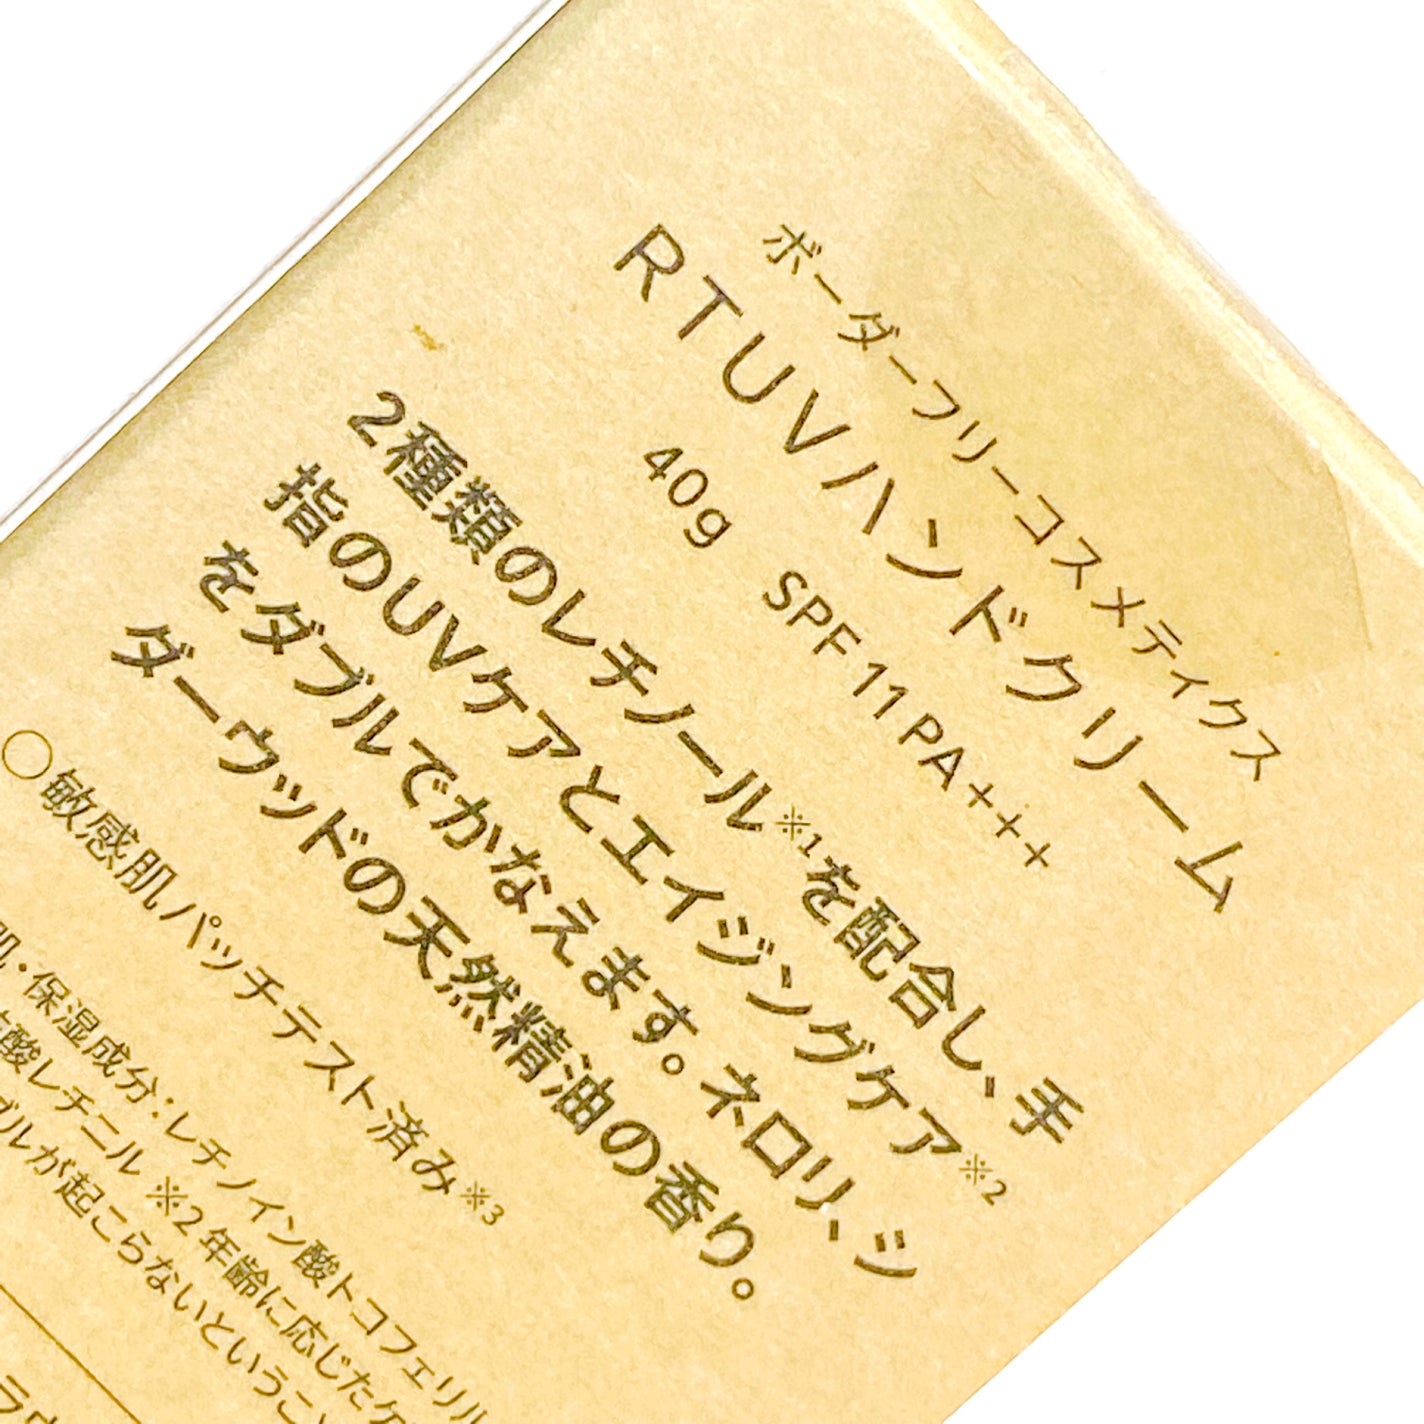 ボーダーフリーコスメティクス
RTUVハンドクリーム
40g SPF11 PA+++
2種類のレチノール※1を配合し、手
指のUVケアとエイジングケア※2
をダブルでかなえます。ネロリ、シ
ダーウッドの天然精油の香り。
○敏感肌パッチテスト済み※3
肌・保湿成分：レチノイン酸トコフェリル
酸レチニル ※2 年齢に応じたケ
ブルが起こらないということ